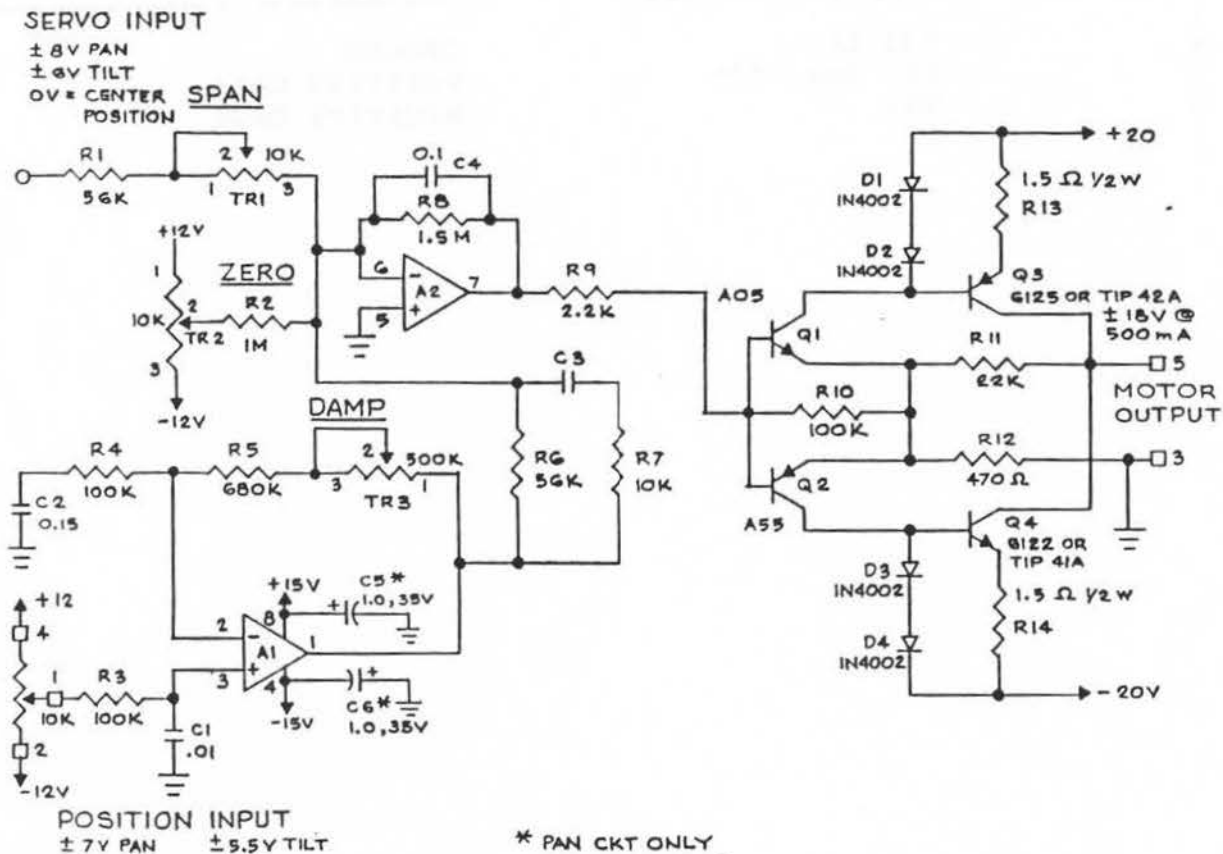 SERVO INPUT
± 8V PAN
± 6V TILT
0V = CENTER
POSITION
SPAN
R1
56K
2
10K
1
3
TR1
0.1
C4
R8
1.5M
+12V
1
ZERO
2
R2
10K
TR2
1M
3
-12V
6
-
A2
7
5
+
R9
2.2K
+20
D1
1N4002
1.5 Ω 1/2 W
R13
D2
1N4002
A05
Q3
6125 OR TIP 42A
± 18V @
500mA
Q1
R11
22K
5
MOTOR
OUTPUT
R10
100K
R12
470 Ω
3
Q2
A55
Q4
6122 OR
TIP 41A
D3
1N4002
1.5 Ω 1/2 W
R14
D4
1N4002
- 20V
C3
DAMP
R4
100K
R5
680K
2
500K
3
1
TR3
R6
56K
R7
10K
C2
0.15
+12
4
1
R3
10K
100K
2
-12V
C1
.01
+15V
C5*
+
1.0, 35V
8
2
-
A1
1
+
3
4
-15V
C6*
+
1.0, 35V
POSITION INPUT
± 7V PAN ± 5.5V TILT
* PAN CKT ONLY